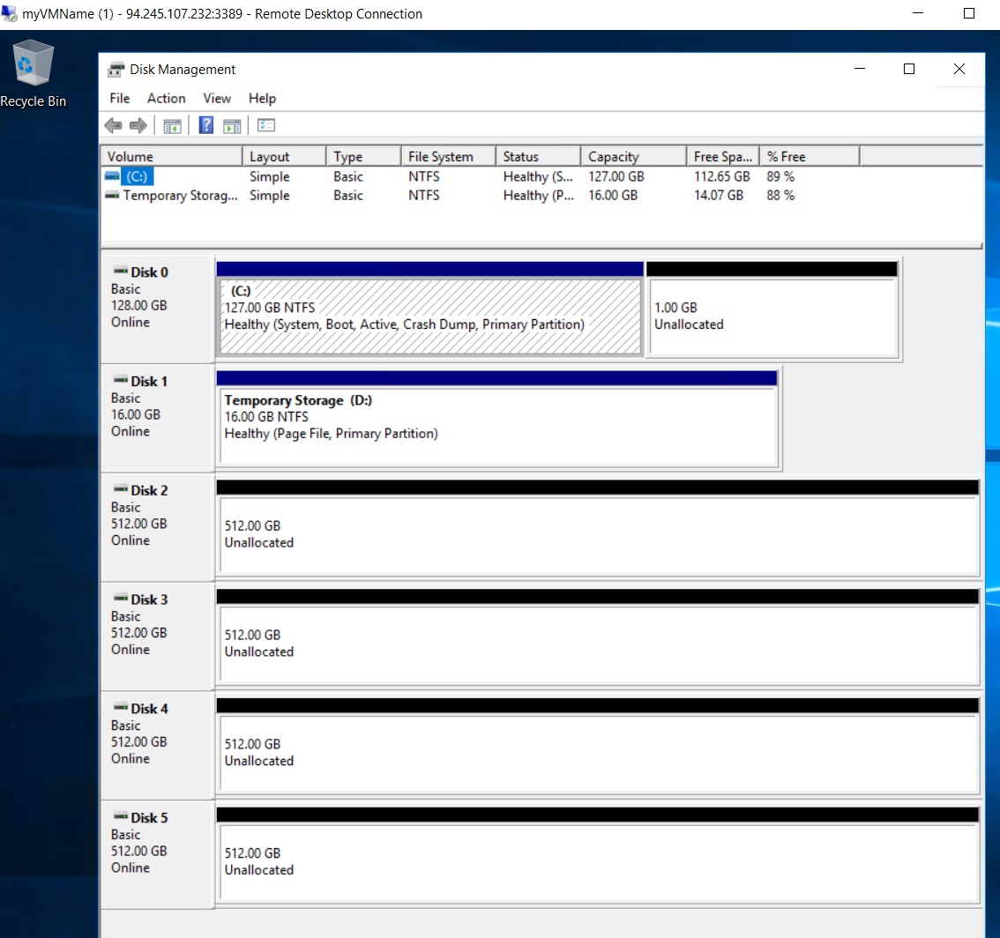 myVMName (1) - 94.245.107.232:3389 - Remote Desktop Connection
Recycle Bin
Disk Management
File Action View Help
Volume Layout Type File System Status Capacity Free Spa... % Free
(C:) Simple Basic NTFS Healthy (S... 127.00 GB 112.65 GB 89 %
Temporary Storag... Simple Basic NTFS Healthy (P... 16.00 GB 14.07 GB 88 %
Disk 0
Basic
128.00 GB
Online
(C:)
127.00 GB NTFS
Healthy (System, Boot, Active, Crash Dump, Primary Partition)
1.00 GB
Unallocated
Disk 1
Basic
16.00 GB
Online
Temporary Storage (D:)
16.00 GB NTFS
Healthy (Page File, Primary Partition)
Disk 2
Basic
512.00 GB
Online
512.00 GB
Unallocated
Disk 3
Basic
512.00 GB
Online
512.00 GB
Unallocated
Disk 4
Basic
512.00 GB
Online
512.00 GB
Unallocated
Disk 5
Basic
512.00 GB
Online
512.00 GB
Unallocated